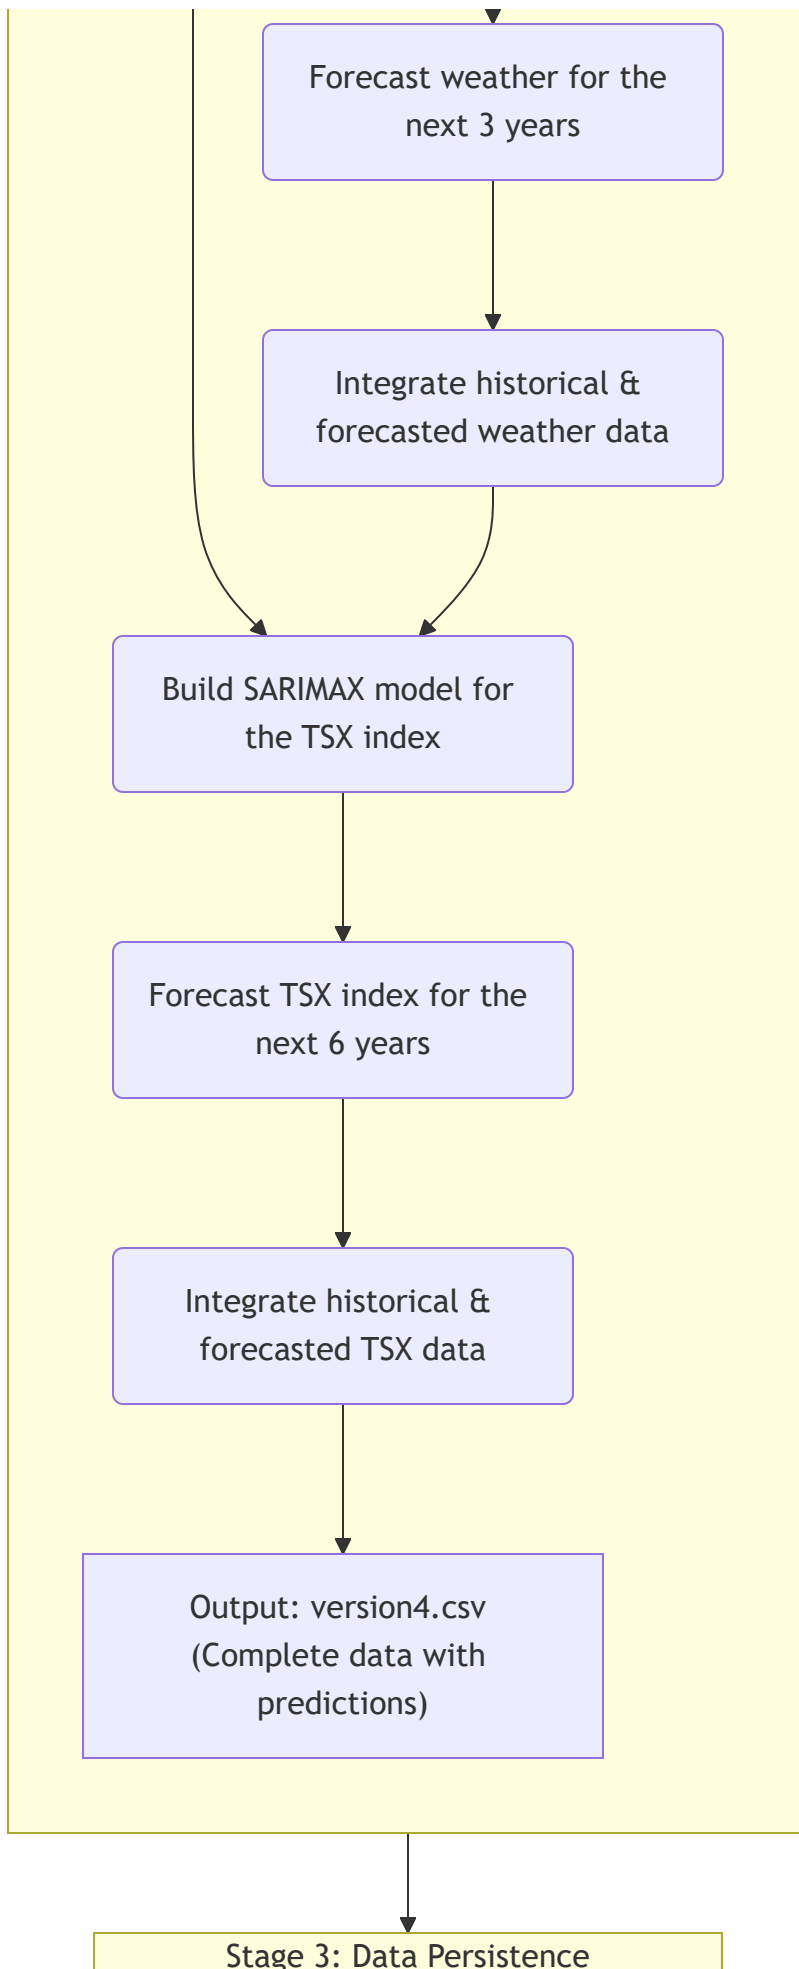 Forecast weather for the
next 3 years
Integrate historical &
forecasted weather data
Build SARIMAX model for
the TSX index
Forecast TSX index for the
next 6 years
Integrate historical &
forecasted TSX data
Output: version4.csv
(Complete data with
predictions)
Stage 3: Data Persistence